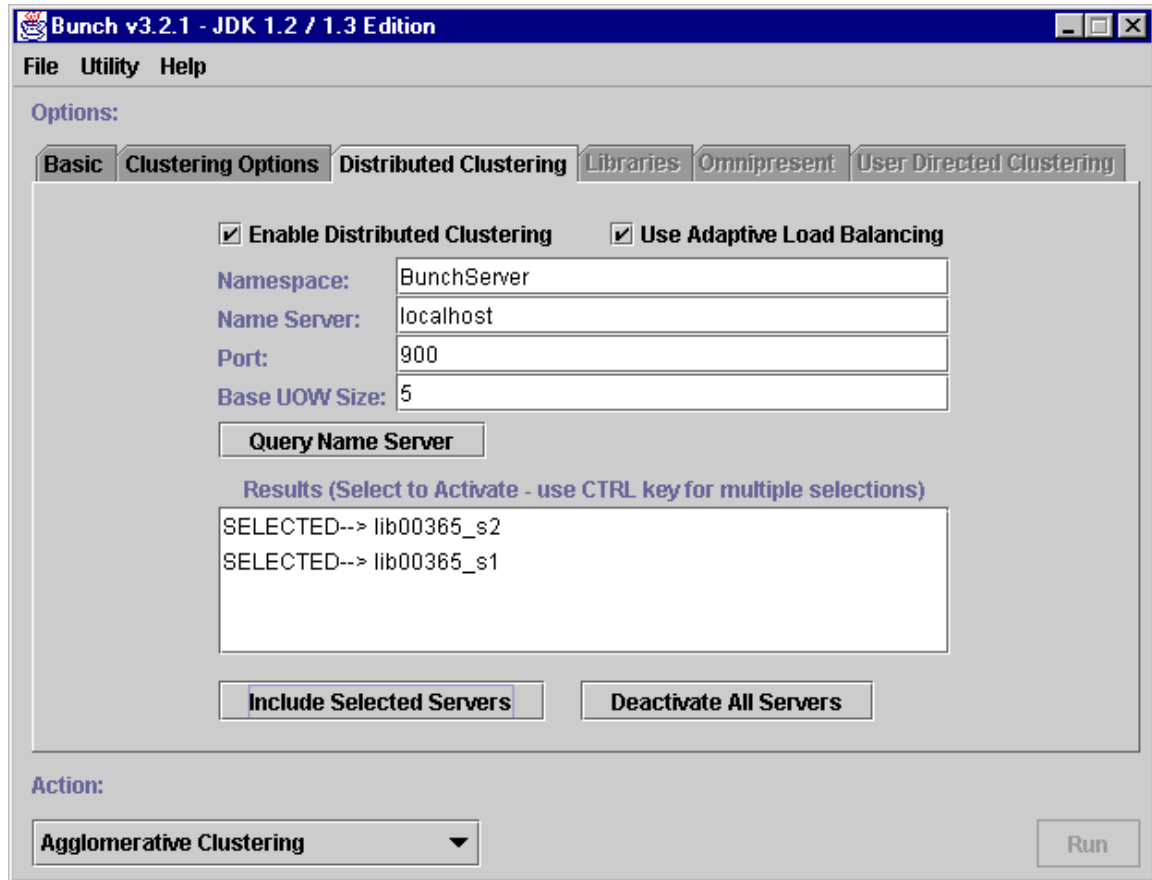 Bunch v3.2.1 - JDK 1.2 / 1.3 Edition
File Utility Help
Options:
Basic Clustering Options Distributed Clustering Libraries Omnipresent User Directed Clustering
Enable Distributed Clustering Use Adaptive Load Balancing
Namespace: BunchServer
Name Server: localhost
Port: 900
Base UOW Size: 5
Query Name Server
Results (Select to Activate - use CTRL key for multiple selections)
SELECTED--> lib00365_s2
SELECTED--> lib00365_s1
Include Selected Servers Deactivate All Servers
Action:
Agglomerative Clustering Run